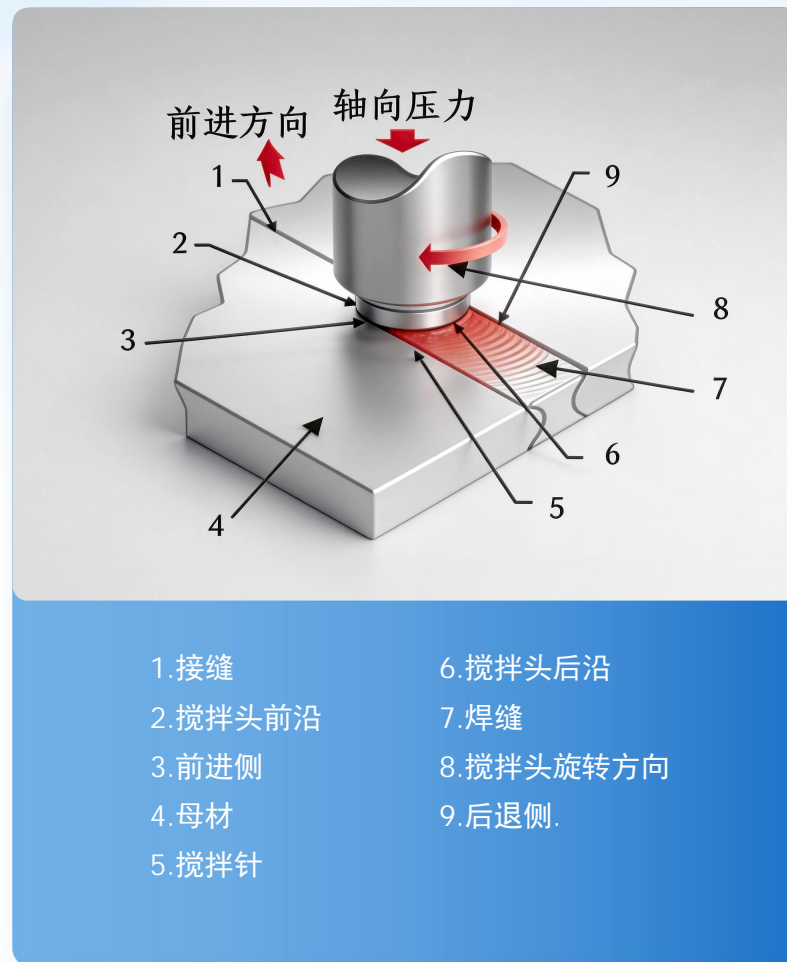 前进方向
轴向压力
1
2
3
4
5
6
7
8
9
1.接缝
2.搅拌头前沿
3.前进侧
4.母材
5.搅拌针
6.搅拌头后沿
7.焊缝
8.搅拌头旋转方向
9.后退侧.